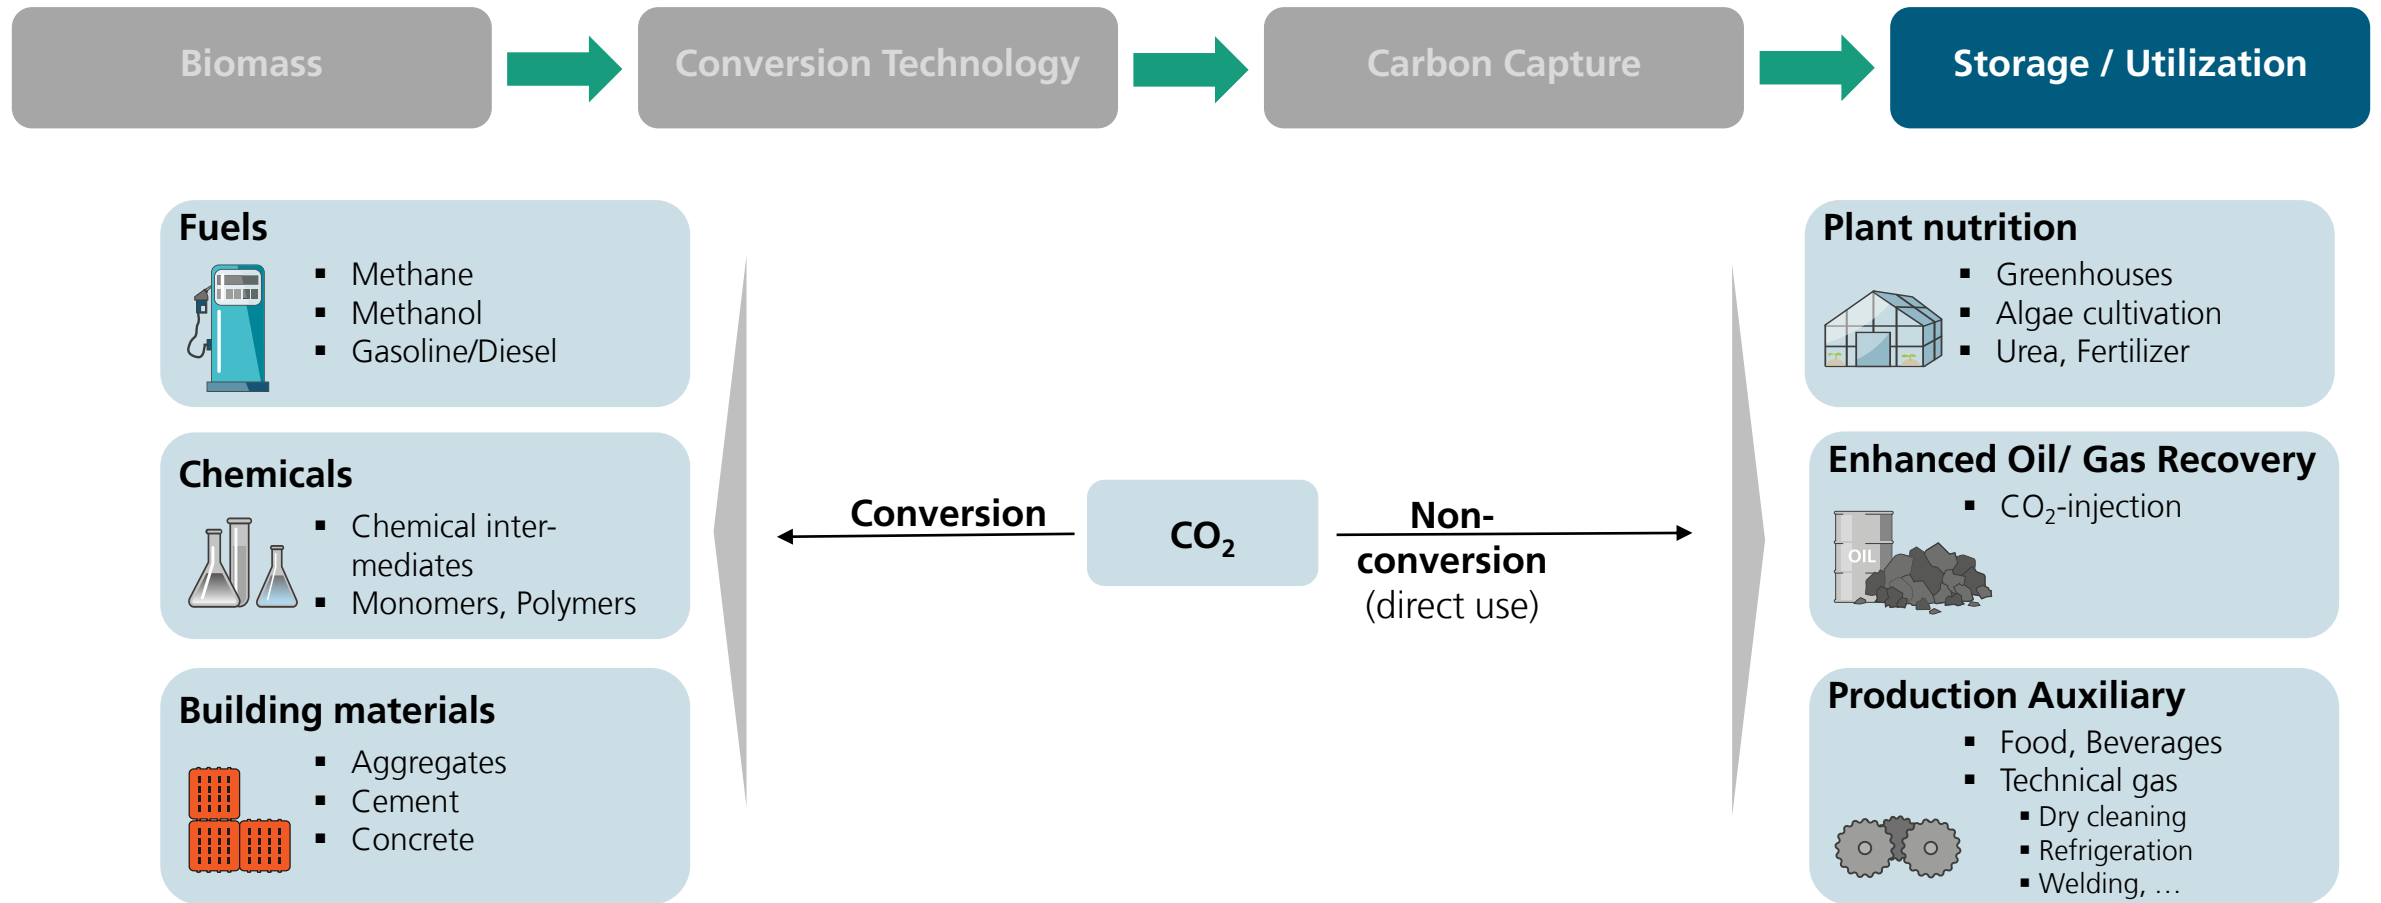 Biomass
Conversion Technology
Carbon Capture
Storage / Utilization
Fuels
▪ Methane
▪ Methanol
▪ Gasoline/Diesel
Chemicals
▪ Chemical inter-
mediates
▪ Monomers, Polymers
Building materials
▪ Aggregates
▪ Cement
▪ Concrete
Conversion
CO₂
Non-
conversion
(direct use)
Plant nutrition
▪ Greenhouses
▪ Algae cultivation
▪ Urea, Fertilizer
Enhanced Oil/ Gas Recovery
▪ CO₂-injection
OIL
Production Auxiliary
▪ Food, Beverages
▪ Technical gas
▪ Dry cleaning
▪ Refrigeration
▪ Welding, …